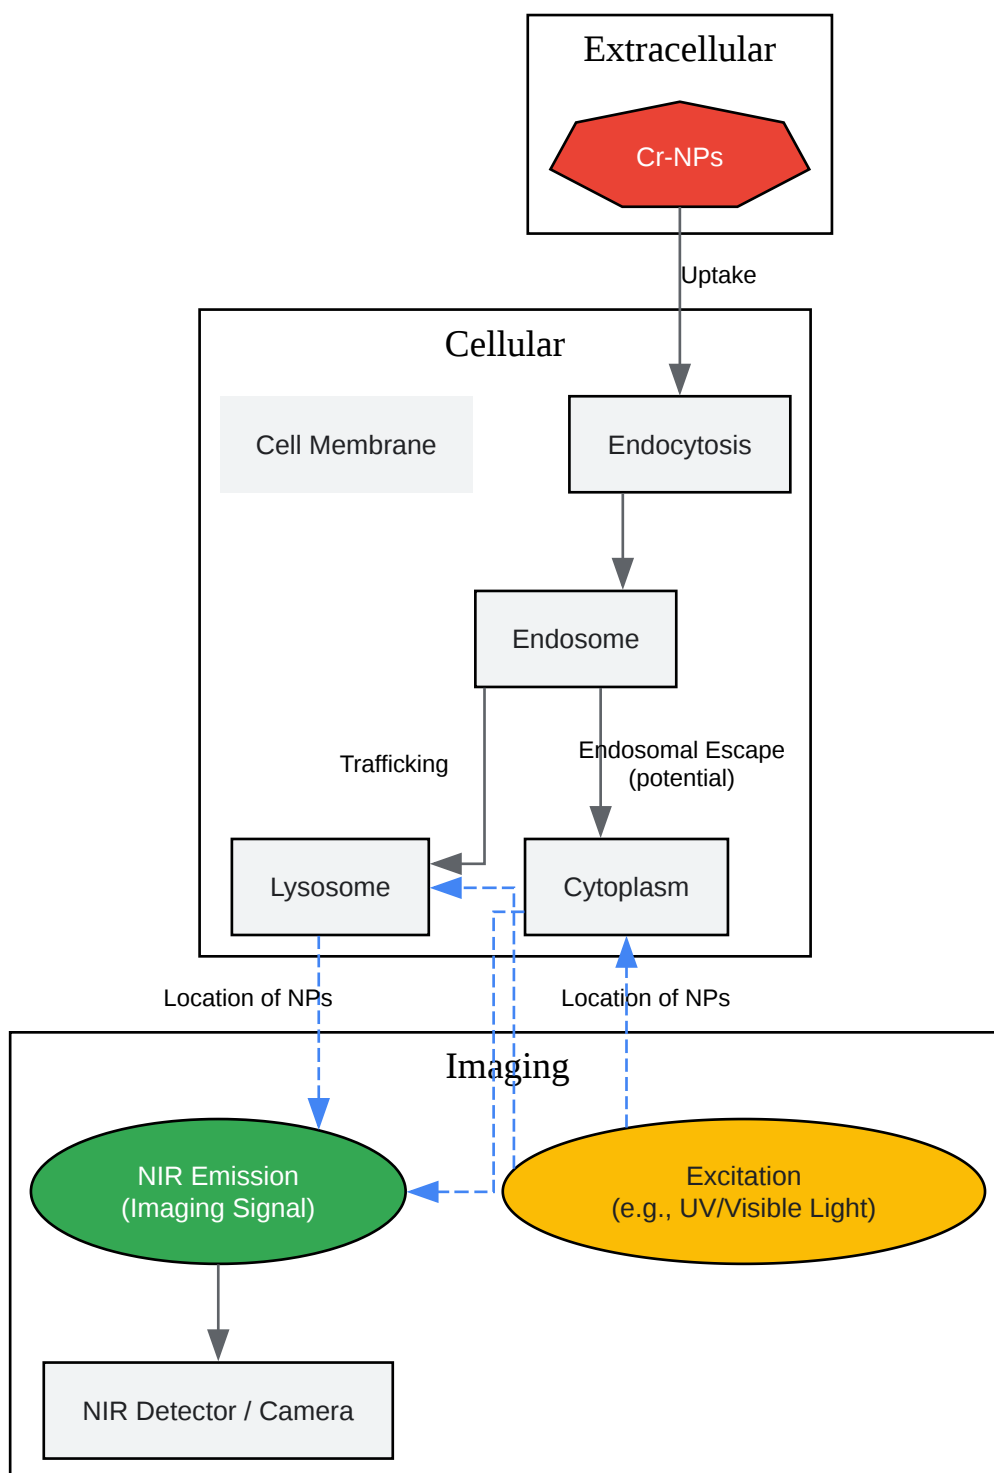 Extracellular
Cr-NPs
Uptake
Cellular
Cell Membrane
Endocytosis
Endosome
Trafficking
Endosomal Escape
(potential)
Lysosome
Cytoplasm
Location of NPs
Location of NPs
Imaging
NIR Emission
(Imaging Signal)
Excitation
(e.g., UV/Visible Light)
NIR Detector / Camera